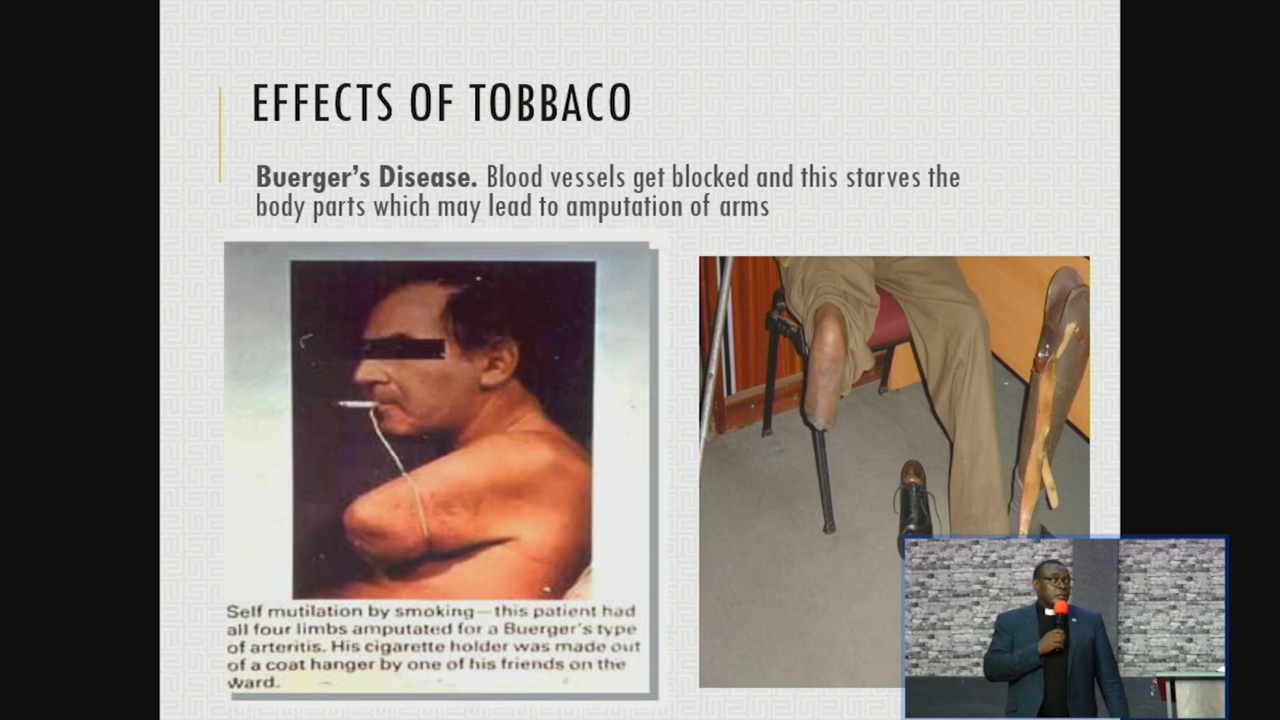 EFFECTS OF TOBBACO
Buerger's Disease. Blood vessels get blocked and this starves the
body parts which may lead to amputation of arms
Self mutilation by smoking—this patient had
all four limbs amputated for a Buerger's type
of arteritis. His cigarette holder was made out
of a coat hanger by one of his friends on the
ward.